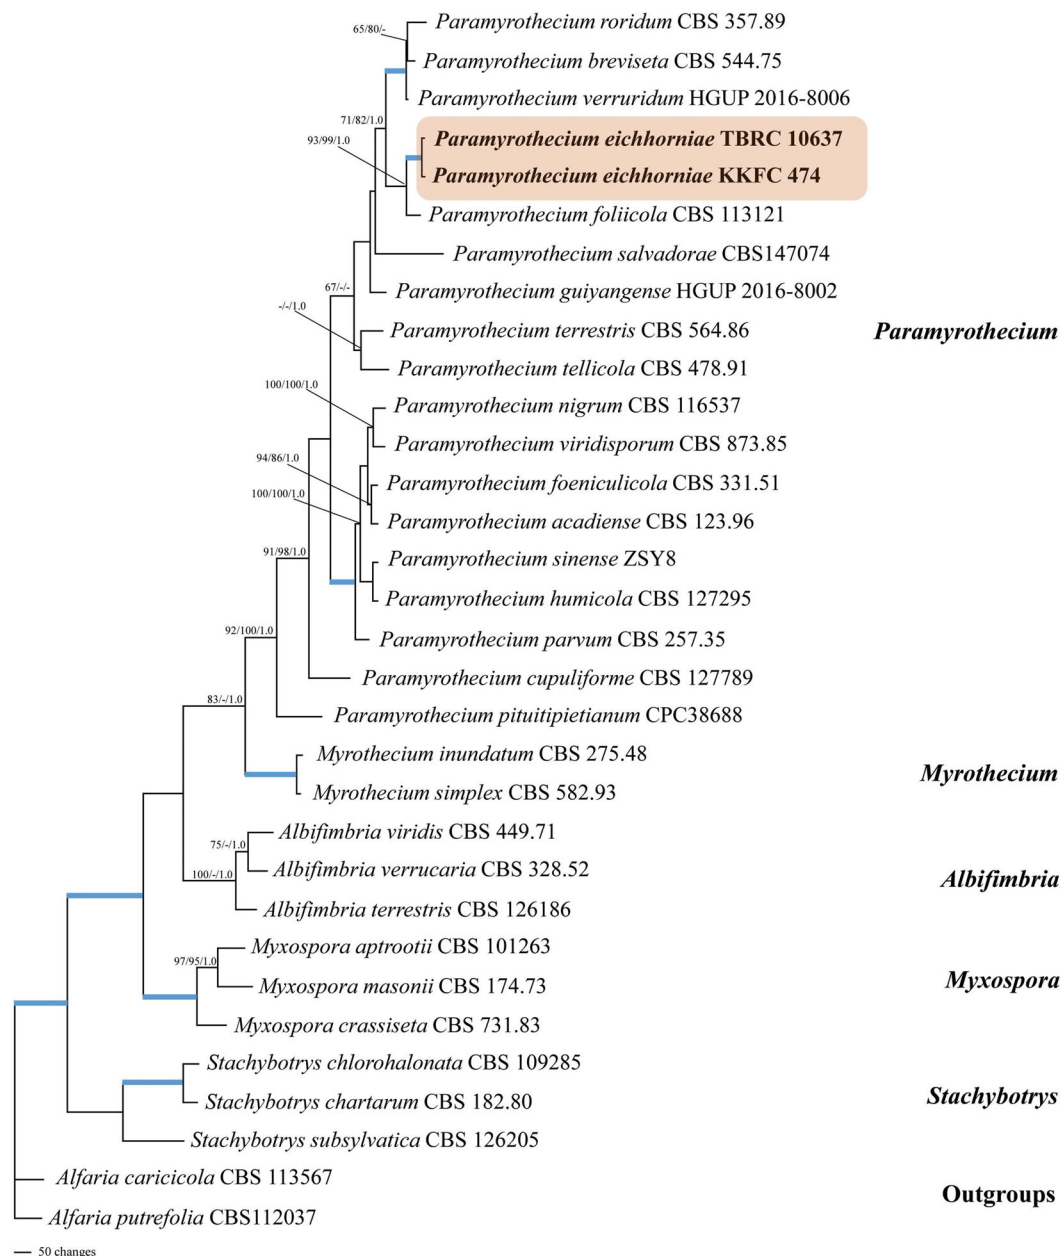 65/80/-
Paramyrothecium roridum CBS 357.89
Paramyrothecium breviseta CBS 544.75
Paramyrothecium verruridum HGUP 2016-8006
71/82/1.0
93/99/1.0
Paramyrothecium eichhorniae TBRC 10637
Paramyrothecium eichhorniae KKFC 474
Paramyrothecium foliicola CBS 113121
Paramyrothecium salvadorae CBS147074
67/-/-
Paramyrothecium guiyangense HGUP 2016-8002
-/-/1.0
Paramyrothecium terrestris CBS 564.86
Paramyrothecium
Paramyrothecium tellicola CBS 478.91
100/100/1.0
Paramyrothecium nigrum CBS 116537
Paramyrothecium viridisporum CBS 873.85
94/86/1.0
Paramyrothecium foeniculicola CBS 331.51
100/100/1.0
Paramyrothecium acadiense CBS 123.96
91/98/1.0
Paramyrothecium sinense ZSY8
Paramyrothecium humicola CBS 127295
92/100/1.0
Paramyrothecium parvum CBS 257.35
Paramyrothecium cupuliforme CBS 127789
83/-/1.0
Paramyrothecium pituitipietianum CPC38688
Myrothecium inundatum CBS 275.48
Myrothecium
Myrothecium simplex CBS 582.93
Albifimbria viridis CBS 449.71
75/-/1.0
Albifimbria verrucaria CBS 328.52
100/-/1.0
Albifimbria
Albifimbria terrestris CBS 126186
Myxospora aptrootii CBS 101263
97/95/1.0
Myxospora masonii CBS 174.73
Myxospora
Myxospora crassiseta CBS 731.83
Stachybotrys chlorohalonata CBS 109285
Stachybotrys
Stachybotrys chartarum CBS 182.80
Stachybotrys subsylvatica CBS 126205
Alfaria caricicola CBS 113567
Outgroups
Alfaria putrefolia CBS112037
50 changes